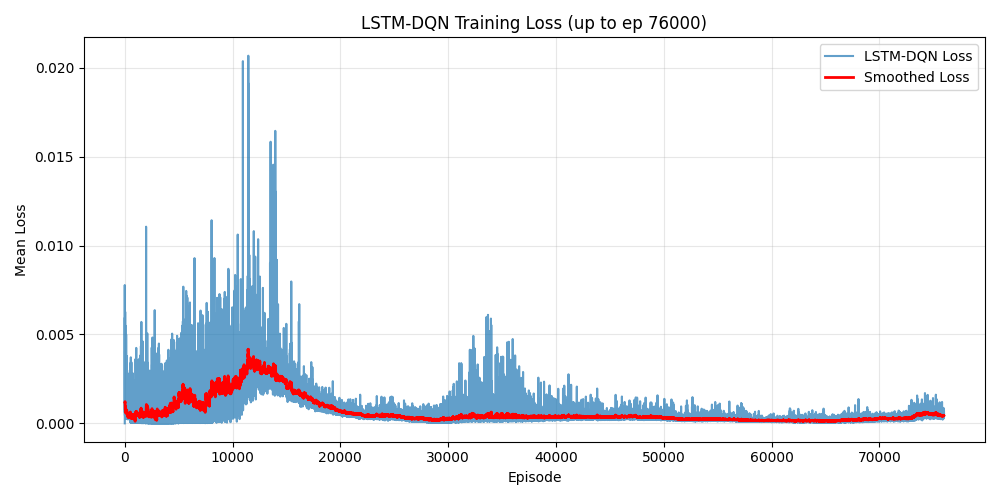 LSTM-DQN Training Loss (up to ep 76000)
LSTM-DQN Loss
Smoothed Loss
0.020
0.015
0.010
0.005
0.000
Mean Loss
0 10000 20000 30000 40000 50000 60000 70000
Episode